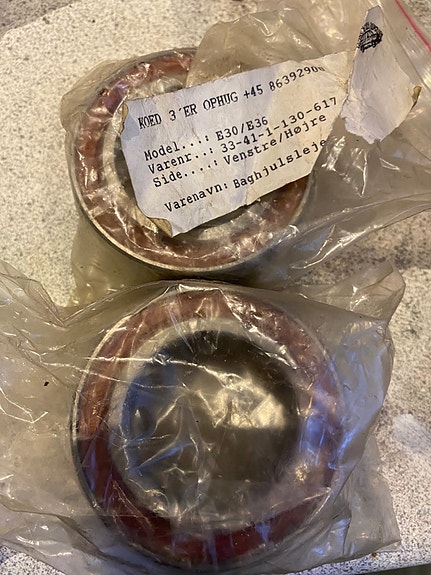 KOED 3´ER OPHUG +45 86392900
Model...: E30/E36
Varenr..: 33-41-1-130-617
Side....: Venstre/Højre
Varenavn: Baghjulsleje